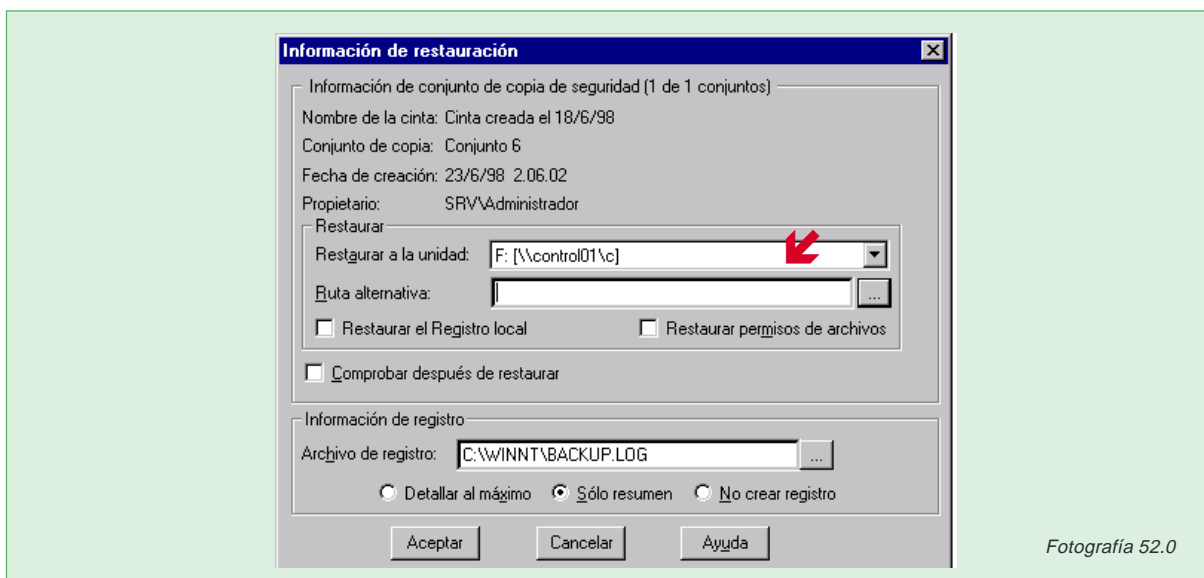 Información de restauración
Información de conjunto de copia de seguridad (1 de 1 conjuntos)
Nombre de la cinta: Cinta creada el 18/6/98
Conjunto de copia: Conjunto 6
Fecha de creación: 23/6/98 2.06.02
Propietario: SRV\Administrador
Restaurar
Restaurar a la unidad: F: [\\control01\c]
Ruta alternativa: ...
Restaurar el Registro local Restaurar permisos de archivos
Comprobar después de restaurar
Información de registro
Archivo de registro: C:\WINNT\BACKUP.LOG ...
Detallar al máximo Sólo resumen No crear registro
Aceptar Cancelar Ayuda
Fotografía 52.0